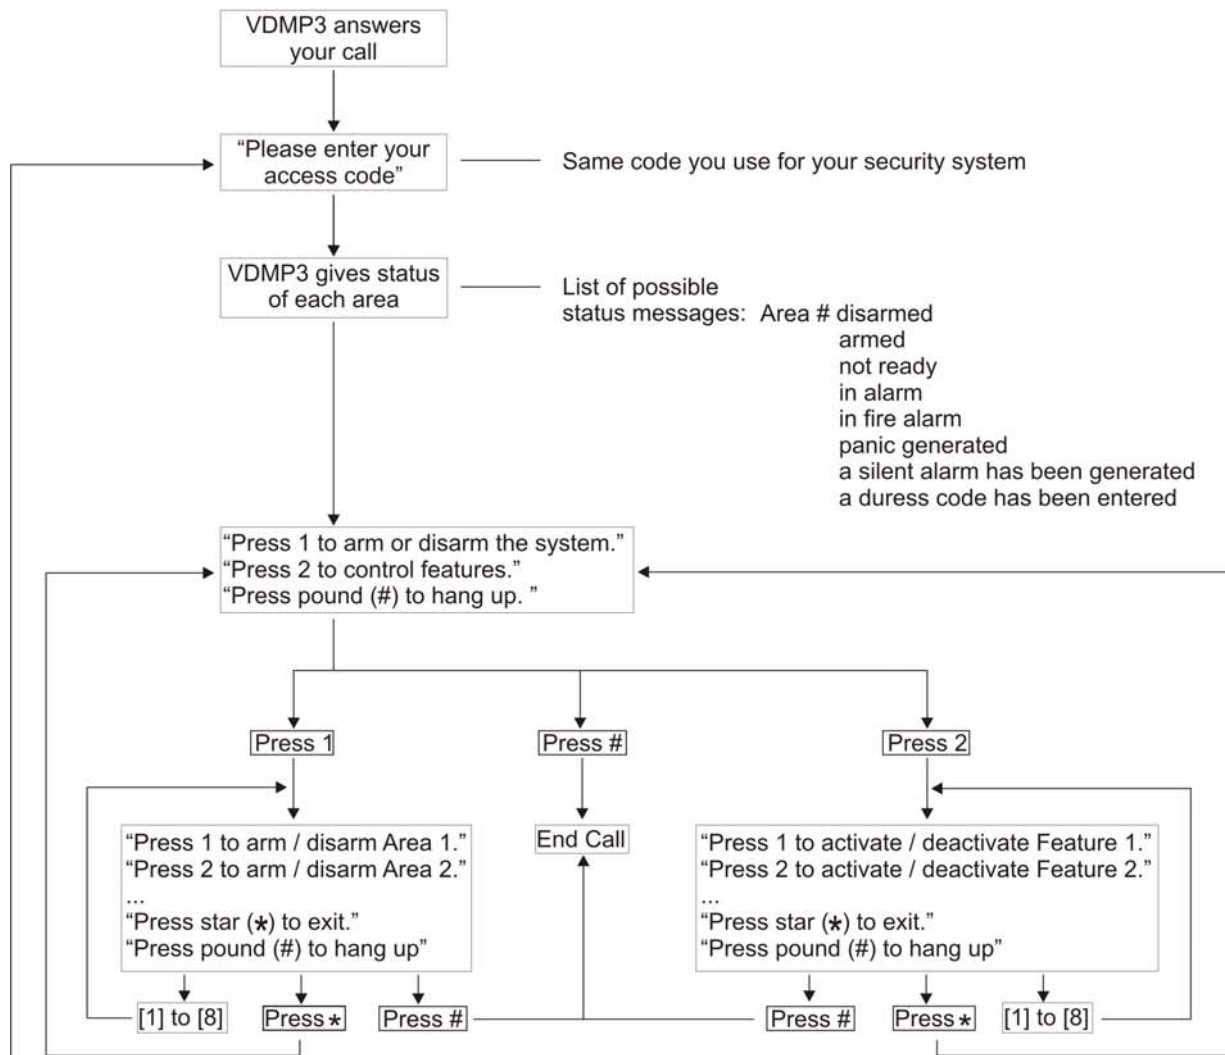 VDMP3 answers
your call
“Please enter your
access code”
Same code you use for your security system
VDMP3 gives status
of each area
List of possible
status messages: Area # disarmed
armed
not ready
in alarm
in fire alarm
panic generated
a silent alarm has been generated
a duress code has been entered
“Press 1 to arm or disarm the system.”
“Press 2 to control features.”
“Press pound (#) to hang up. ”
Press 1
Press #
Press 2
“Press 1 to arm / disarm Area 1.”
“Press 2 to arm / disarm Area 2.”
...
“Press star (*) to exit.”
“Press pound (#) to hang up”
End Call
“Press 1 to activate / deactivate Feature 1.”
“Press 2 to activate / deactivate Feature 2.”
...
“Press star (*) to exit.”
“Press pound (#) to hang up”
[1] to [8]
Press *
Press #
Press #
Press *
[1] to [8]